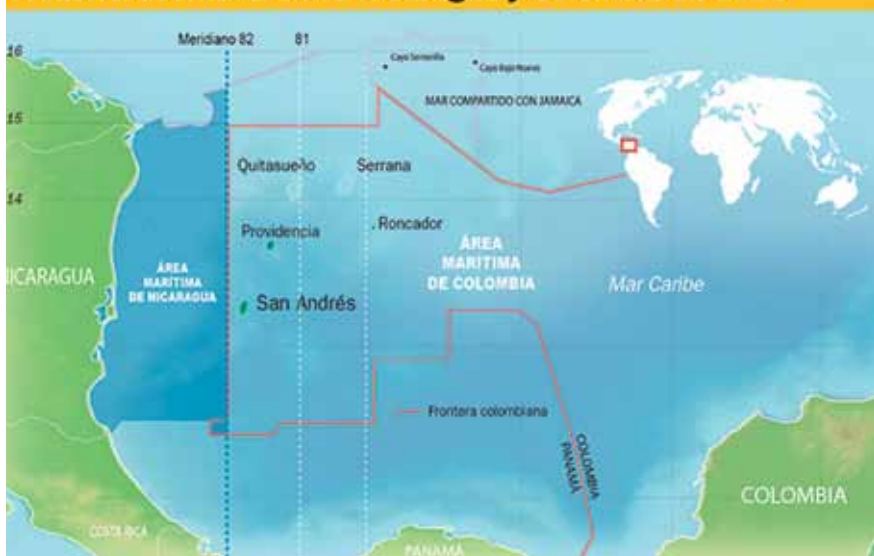 Meridiano 82
81
16
Cayo Serranilla
Cayo Bajo Nuevo
MAR COMPARTIDO CON JAMAICA
15
Quitasueño
Serrana
14
Providencia
Roncador
ÁREA
MARÍTIMA
DE NICARAGUA
ÁREA
MARÍTIMA
DE COLOMBIA
NICARAGUA
Mar Caribe
San Andrés
Frontera colombiana
COLOMBIA
PANAMÁ
COLOMBIA
COSTA RICA
PANAMÁ